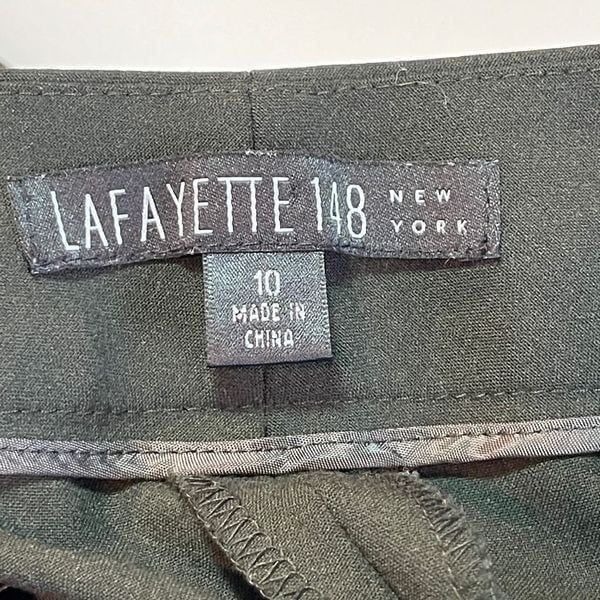 LAFAYETTE 148 NEW YORK
10
MADE IN
CHINA